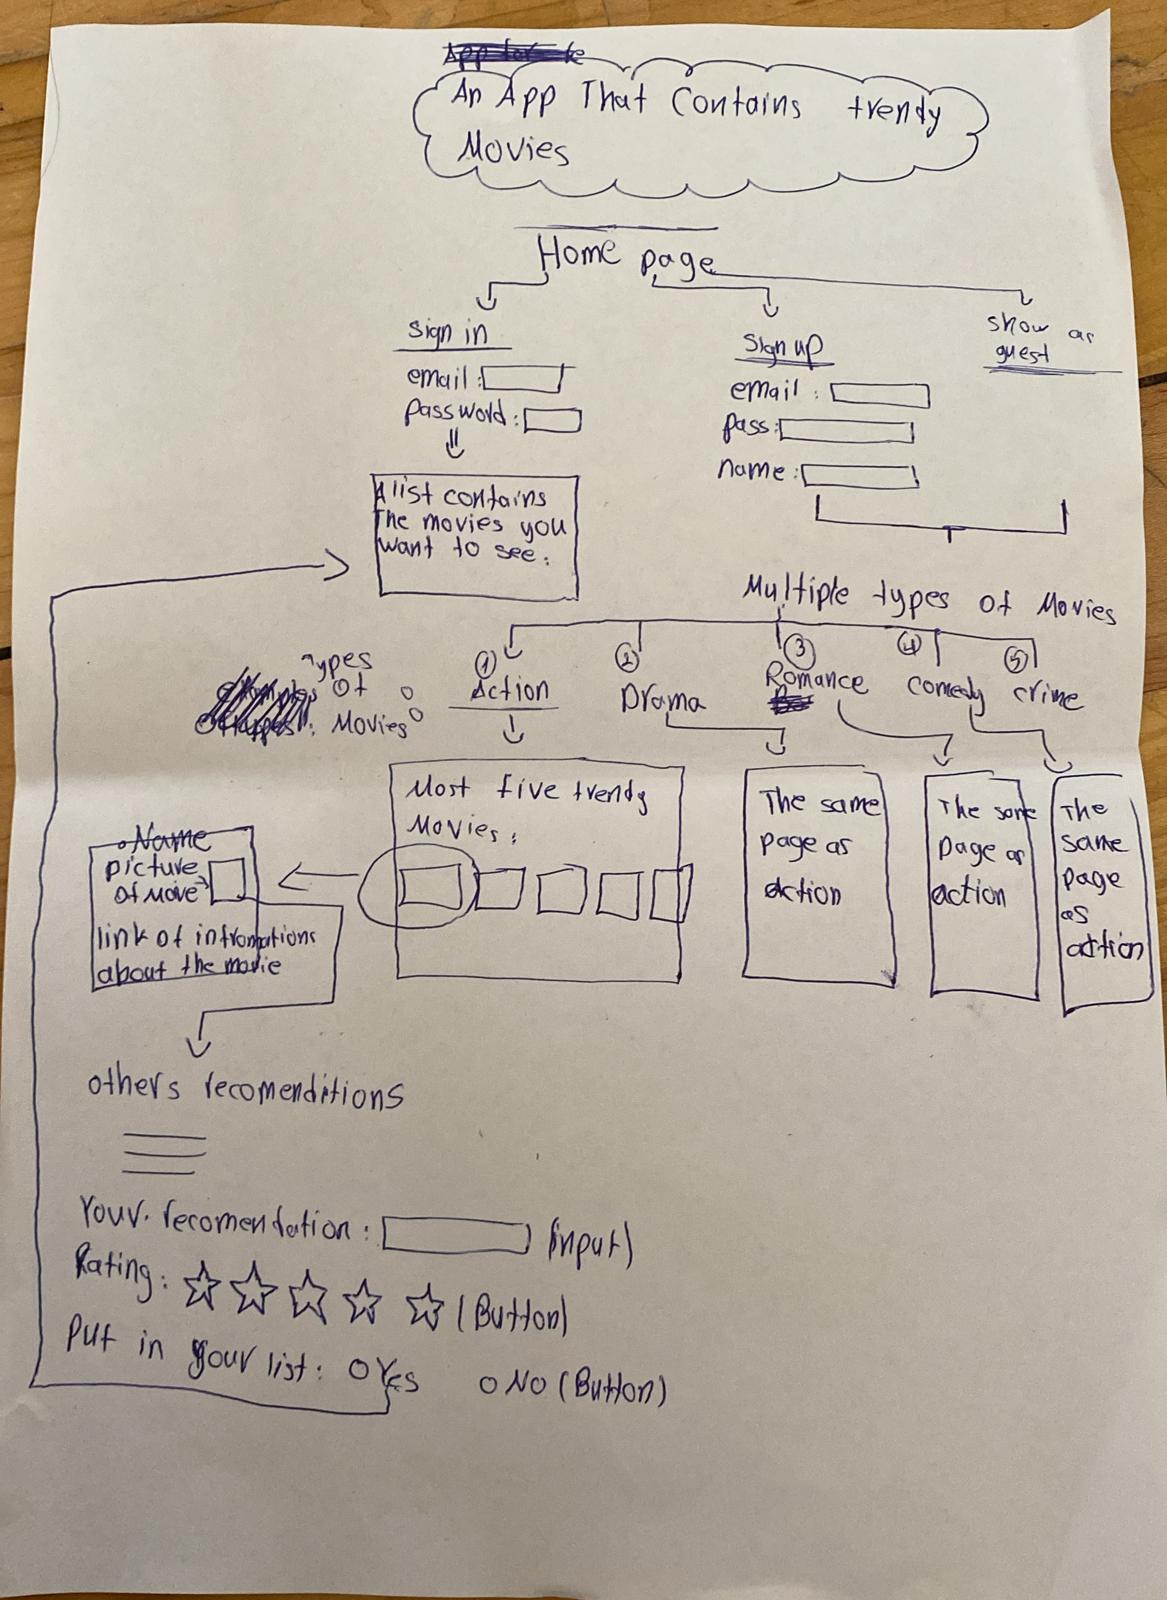 An App That Contains trendy
Movies
Home page
Sign in
email:
password:
Sign up
email:
pass:
name:
show as
guest
A list contains
The movies you
want to see:
Multiple types of Movies
Types
of
Movies
① Action
② Drama
③ Romance
④ comedy
⑤ crime
Most five trendy
Movies:
The same
page as
action
The same
page as
action
The
same
page
as
action
Name
picture
of Movie
link of
about the movie
others recomenditions
Your recomendation: (input)
Rating: (Button)
Put in your list: O Yes O No (Button)